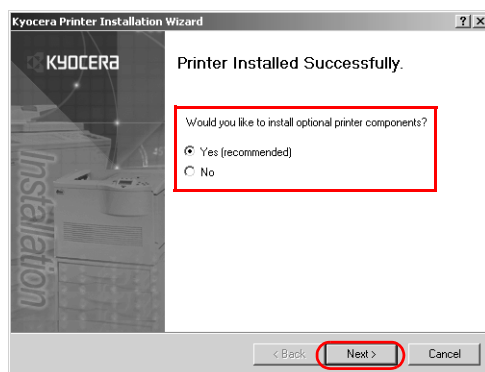 Kyocera Printer Installation Wizard
KYOCERA
Printer Installed Successfully.
Would you like to install optional printer components?
Yes (recommended)
No
Installation
< Back
Next >
Cancel